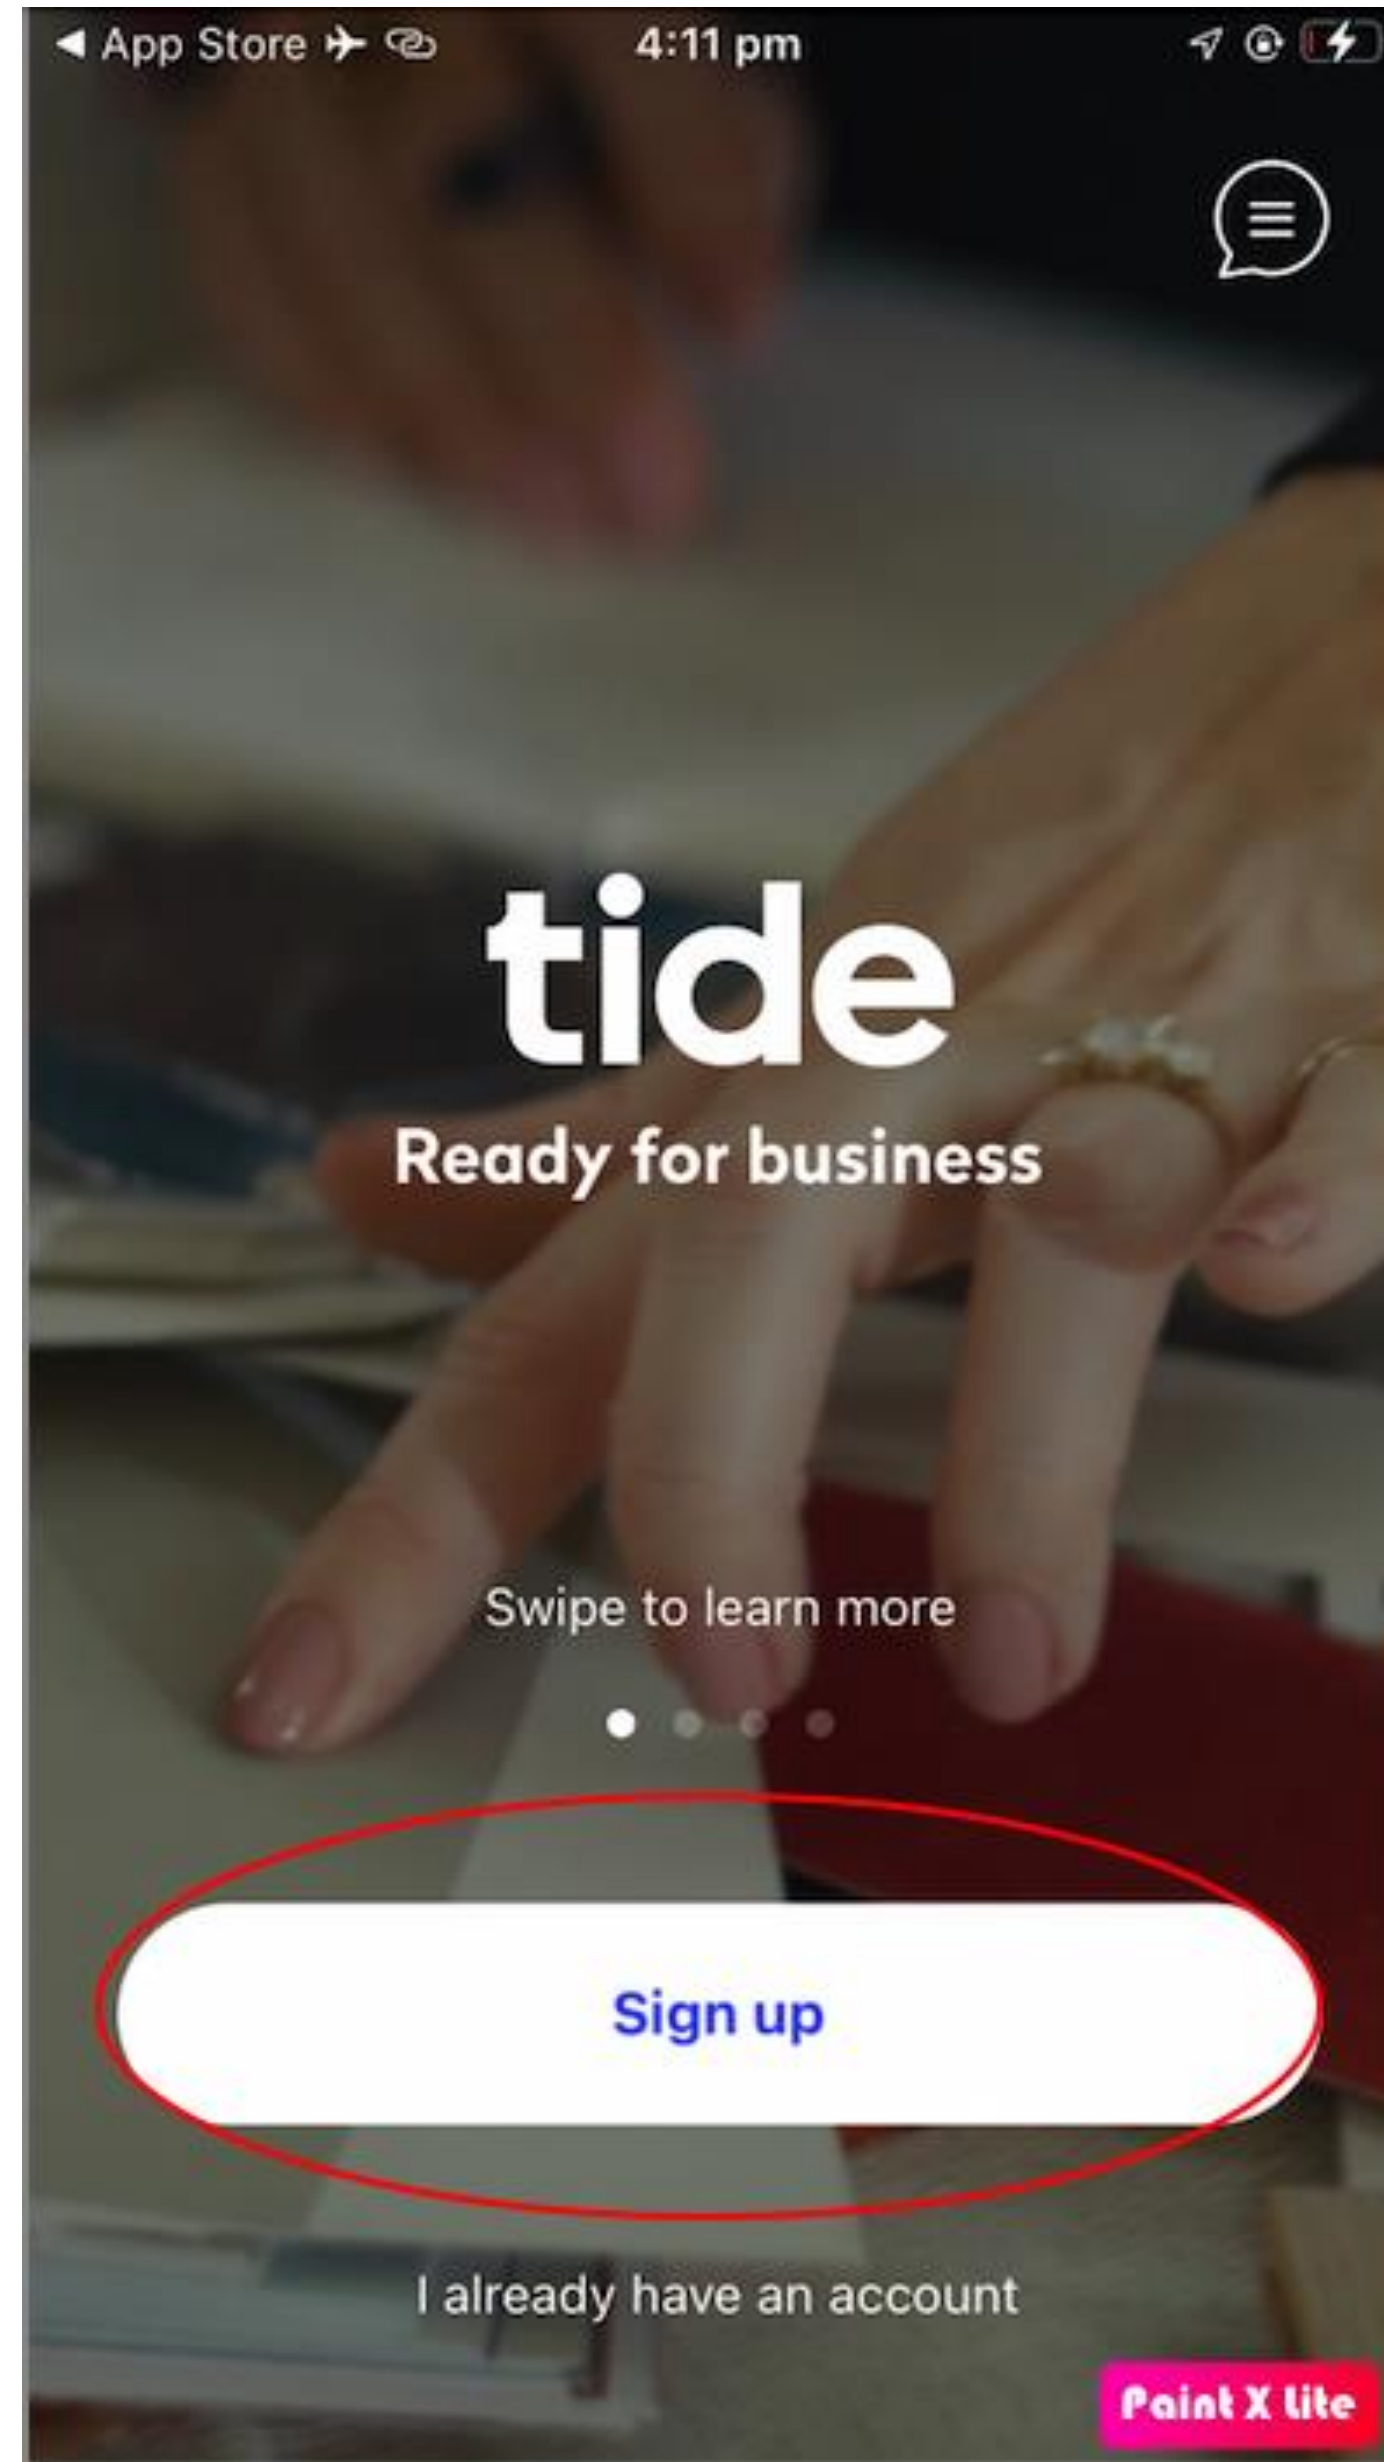 App Store
4:11 pm
tide
Ready for business
Swipe to learn more
Sign up
I already have an account
Paint X lite